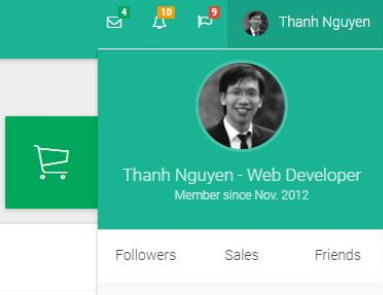 4 10 9 Thanh Nguyen
Thanh Nguyen - Web Developer
Member since Nov. 2012
Followers Sales Friends